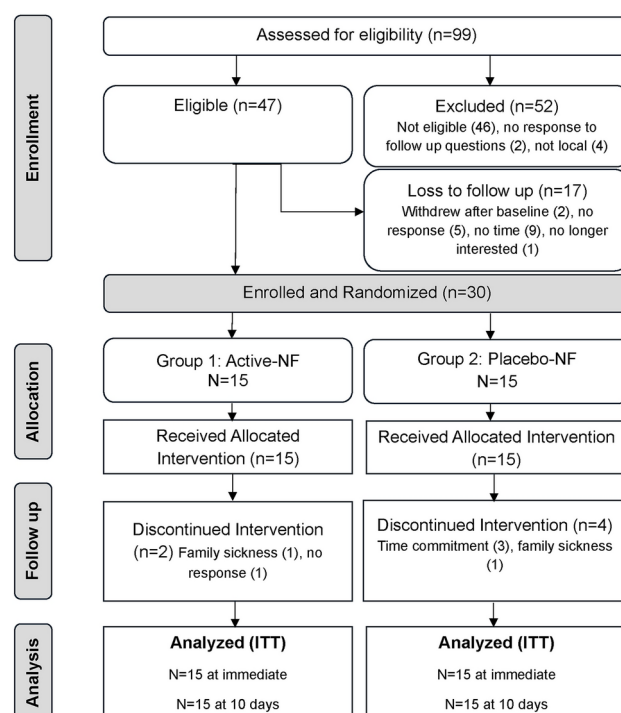 Enrollment
Assessed for eligibility (n=99)
Eligible (n=47)
Excluded (n=52)
Not eligible (46), no response to
follow up questions (2), not local (4)
Loss to follow up (n=17)
Withdrew after baseline (2), no
response (5), no time (9), no longer
interested (1)
Enrolled and Randomized (n=30)
Allocation
Group 1: Active-NF
N=15
Group 2: Placebo-NF
N=15
Received Allocated
Intervention (n=15)
Received Allocated Intervention
(n=15)
Follow up
Discontinued Intervention
(n=2) Family sickness (1), no
response (1)
Discontinued Intervention (n=4)
Time commitment (3), family sickness
(1)
Analysis
Analyzed (ITT)
N=15 at immediate
N=15 at 10 days
Analyzed (ITT)
N=15 at immediate
N=15 at 10 days